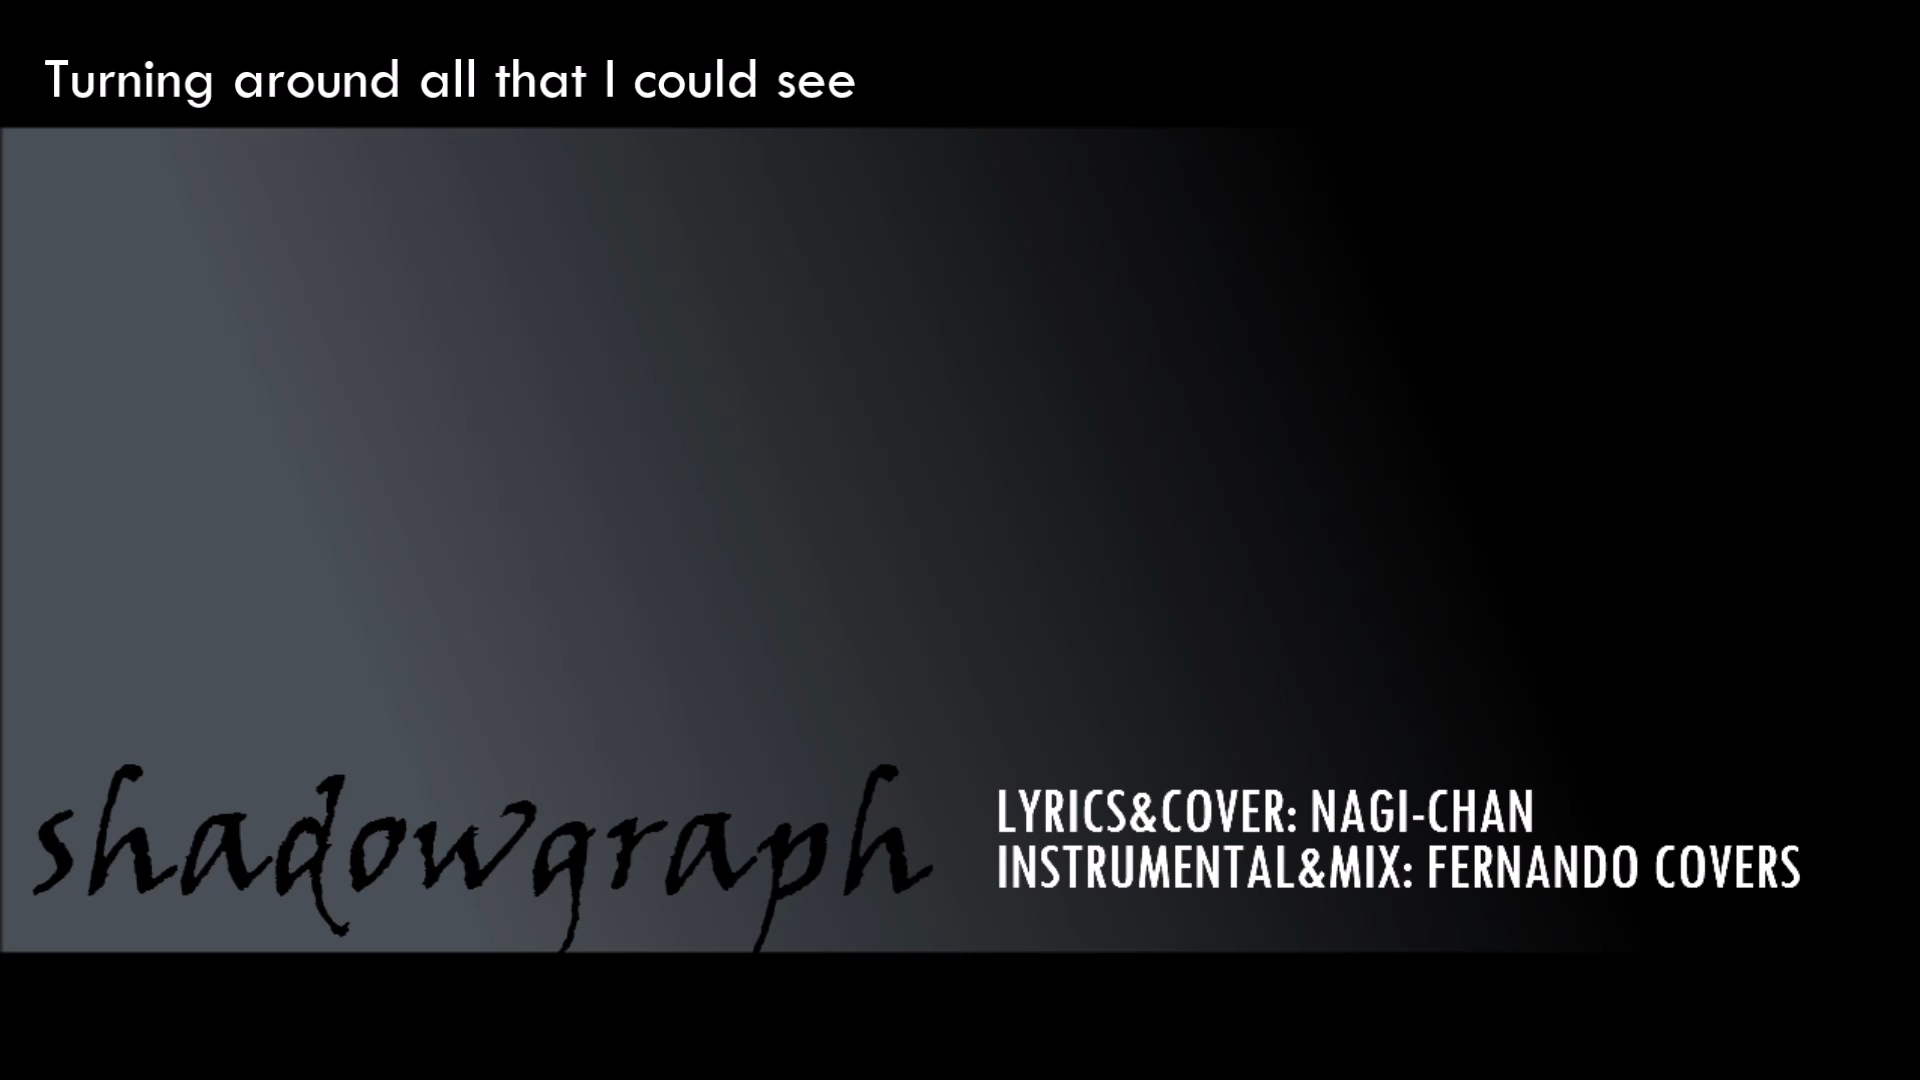 Turning around all that I could see
shadowgraph
LYRICS&COVER: NAGI-CHAN
INSTRUMENTAL&MIX: FERNANDO COVERS